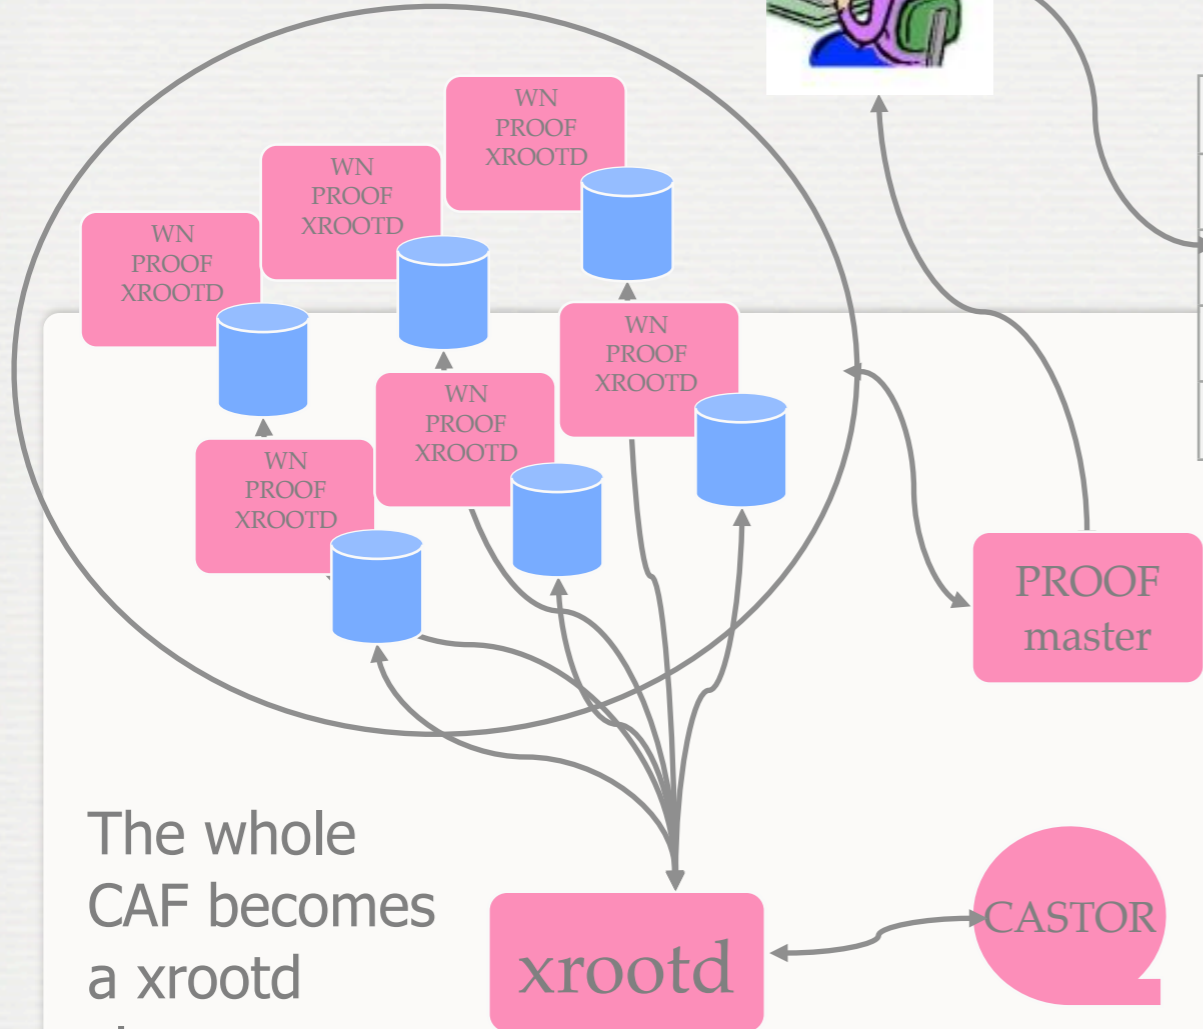 WN
PROOF
XROOTD
WN
PROOF
XROOTD
WN
PROOF
XROOTD
WN
PROOF
XROOTD
WN
PROOF
XROOTD
WN
PROOF
XROOTD
PROOF
master
The whole
CAF becomes
a xrootd
xrootd
CASTOR